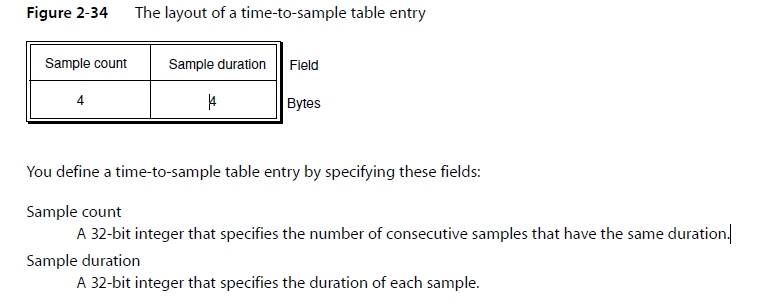 Figure 2-34 The layout of a time-to-sample table entry
Sample count Sample duration Field
4 4 Bytes
You define a time-to-sample table entry by specifying these fields:
Sample count
A 32-bit integer that specifies the number of consecutive samples that have the same duration.
Sample duration
A 32-bit integer that specifies the duration of each sample.